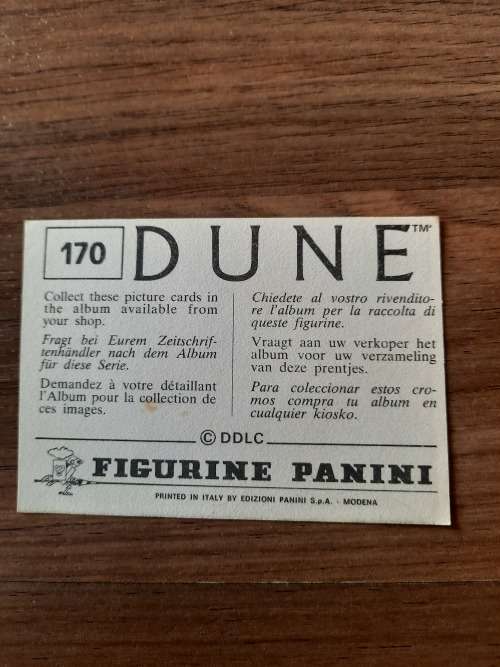 170
DUNE™
Collect these picture cards in
the album available from
your shop.
Fragt bei Eurem Zeitschrif-
tenhändler nach dem Album
für diese Serie.
Demandez à votre détaillant
l'Album pour la collection de
ces images.
Chiedete al vostro rivendito-
re l'album per la raccolta di
queste figurine.
Vraagt aan uw verkoper het
album voor uw verzameling
van deze prentjes.
Para coleccionar estos cro-
mos compra tu album en
cualquier kiosko.
© DDLC
FIGURINE PANINI
PRINTED IN ITALY BY EDIZIONI PANINI S.p.A. - MODENA